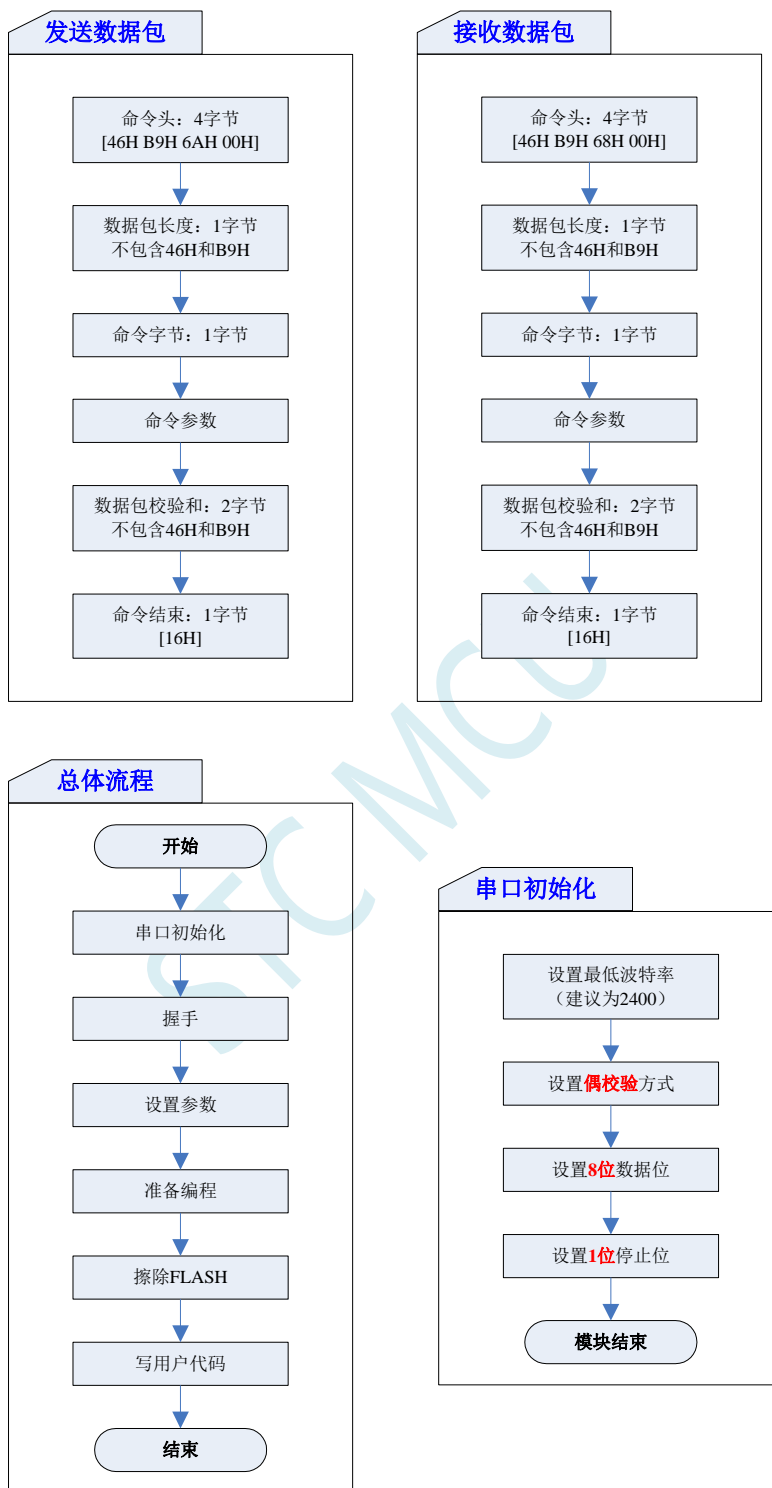 发送数据包
命令头：4字节
[46H B9H 6AH 00H]
数据包长度：1字节
不包含46H和B9H
命令字节：1字节
命令参数
数据包校验和：2字节
不包含46H和B9H
命令结束：1字节
[16H]
接收数据包
命令头：4字节
[46H B9H 68H 00H]
数据包长度：1字节
不包含46H和B9H
命令字节：1字节
命令参数
数据包校验和：2字节
不包含46H和B9H
命令结束：1字节
[16H]
总体流程
开始
串口初始化
握手
设置参数
准备编程
擦除FLASH
写用户代码
结束
串口初始化
设置最低波特率
（建议为2400）
设置偶校验方式
设置8位数据位
设置1位停止位
模块结束
STC MCU